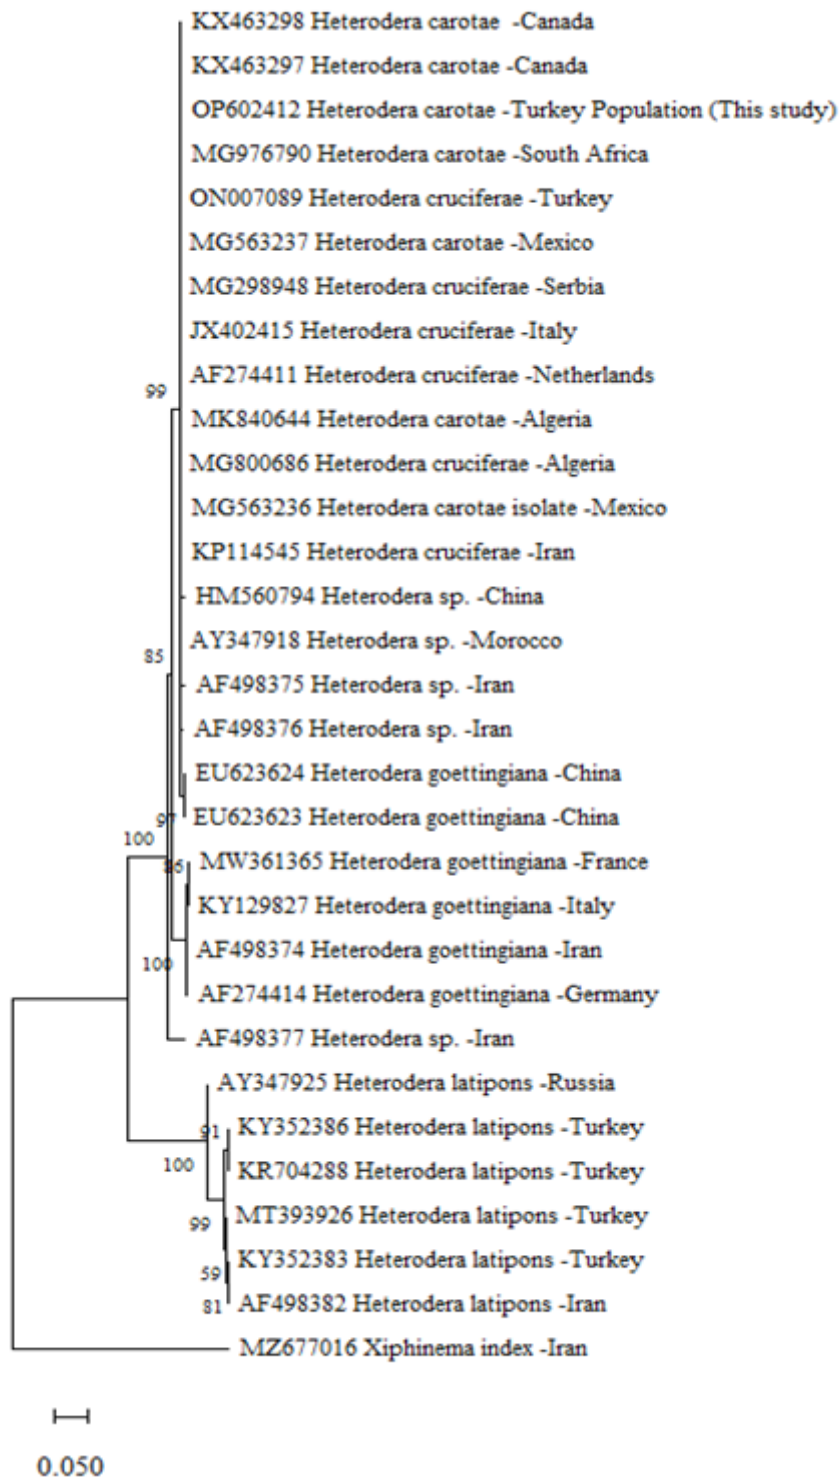 KX463298 Heterodera carotae -Canada
KX463297 Heterodera carotae -Canada
OP602412 Heterodera carotae -Turkey Population (This study)
MG976790 Heterodera carotae -South Africa
ON007089 Heterodera cruciferae -Turkey
MG563237 Heterodera carotae -Mexico
MG298948 Heterodera cruciferae -Serbia
JX402415 Heterodera cruciferae -Italy
AF274411 Heterodera cruciferae -Netherlands
99
MK840644 Heterodera carotae -Algeria
MG800686 Heterodera cruciferae -Algeria
MG563236 Heterodera carotae isolate -Mexico
KP114545 Heterodera cruciferae -Iran
HM560794 Heterodera sp. -China
AY347918 Heterodera sp. -Morocco
85
AF498375 Heterodera sp. -Iran
AF498376 Heterodera sp. -Iran
EU623624 Heterodera goettingiana -China
EU623623 Heterodera goettingiana -China
97
100
MW361365 Heterodera goettingiana -France
86
KY129827 Heterodera goettingiana -Italy
AF498374 Heterodera goettingiana -Iran
100
AF274414 Heterodera goettingiana -Germany
AF498377 Heterodera sp. -Iran
AY347925 Heterodera latipons -Russia
KY352386 Heterodera latipons -Turkey
91
100
KR704288 Heterodera latipons -Turkey
MT393926 Heterodera latipons -Turkey
99
KY352383 Heterodera latipons -Turkey
59
AF498382 Heterodera latipons -Iran
81
MZ677016 Xiphinema index -Iran
0.050